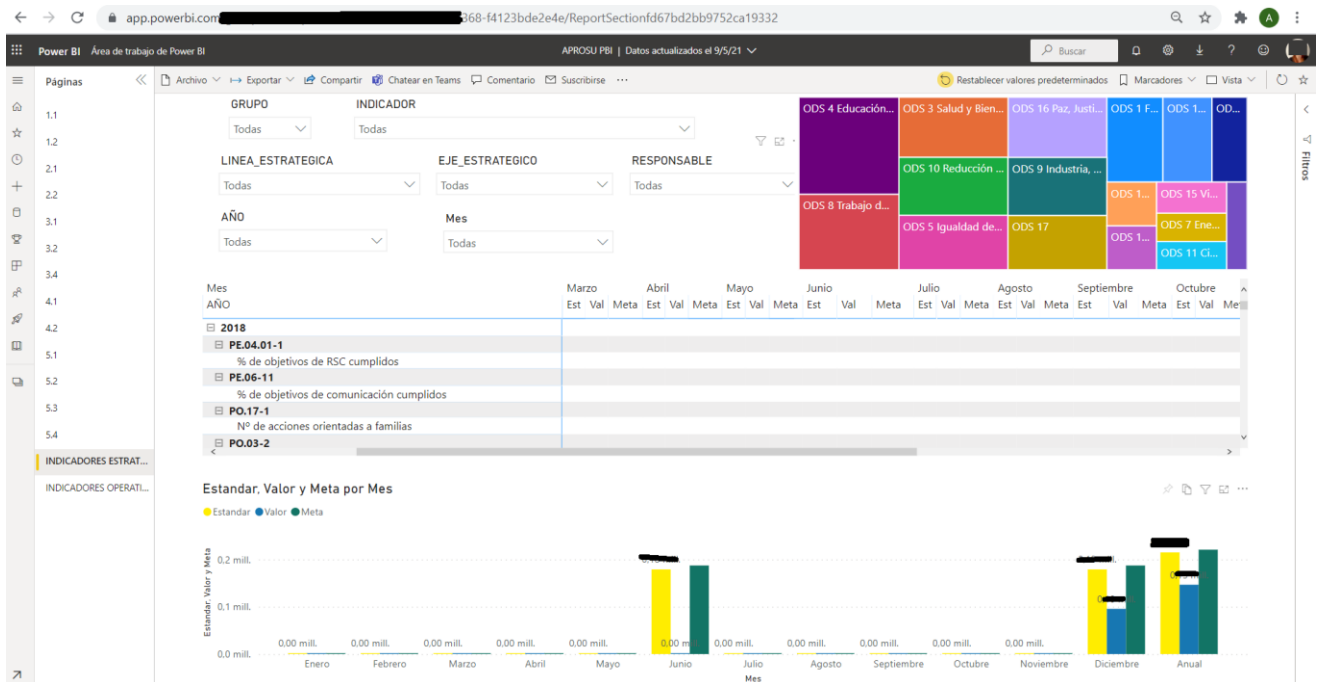 app.powerbi.com
368-f4123bde2e4e/ReportSectionfd67bd2bb9752ca19332
A
Power BI Área de trabajo de Power BI
APROSU PBI | Datos actualizados el 9/5/21
Buscar
Páginas
Archivo Exportar Compartir Chatear en Teams Comentario Suscribirse ···
Restablecer valores predeterminados Marcadores Vista
1.1
1.2
2.1
2.2
3.1
3.2
3.4
4.1
4.2
5.1
5.2
5.3
5.4
INDICADORES ESTRAT...
INDICADORES OPERATI...
GRUPO INDICADOR
Todas Todas
LINEA_ESTRATEGICA EJE_ESTRATEGICO RESPONSABLE
Todas Todas Todas
AÑO Mes
Todas Todas
ODS 4 Educación... ODS 3 Salud y Bien... ODS 16 Paz, Justi... ODS 1 F... ODS 1... OD...
ODS 10 Reducción ... ODS 9 Industria, ...
ODS 1... ODS 15 Vi...
ODS 8 Trabajo d...
ODS 5 Igualdad de... ODS 17 ODS 7 Ene...
ODS 1...
ODS 11 Ci...
Filtros
Mes Marzo Abril Mayo Junio Julio Agosto Septiembre Octubre
AÑO Est Val Meta Est Val Meta Est Val Meta Est Val Meta Est Val Meta Est Val Meta Est Val Meta Est Val Met
2018
PE.04.01-1
% de objetivos de RSC cumplidos
PE.06-11
% de objetivos de comunicación cumplidos
PO.17-1
Nº de acciones orientadas a familias
PO.03-2
Estandar, Valor y Meta por Mes
Estandar Valor Meta
Estandar, Valor y Meta
0,2 mill.
0,1 mill.
0,0 mill.
0,00 mill. 0,00 mill. 0,00 mill. 0,00 mill. 0,00 mill. 0,00 m 0,00 mill. 0,00 mill. 0,00 mill. 0,00 mill. 0,00 mill.
Enero Febrero Marzo Abril Mayo Junio Julio Agosto Septiembre Octubre Noviembre Diciembre Anual
Mes